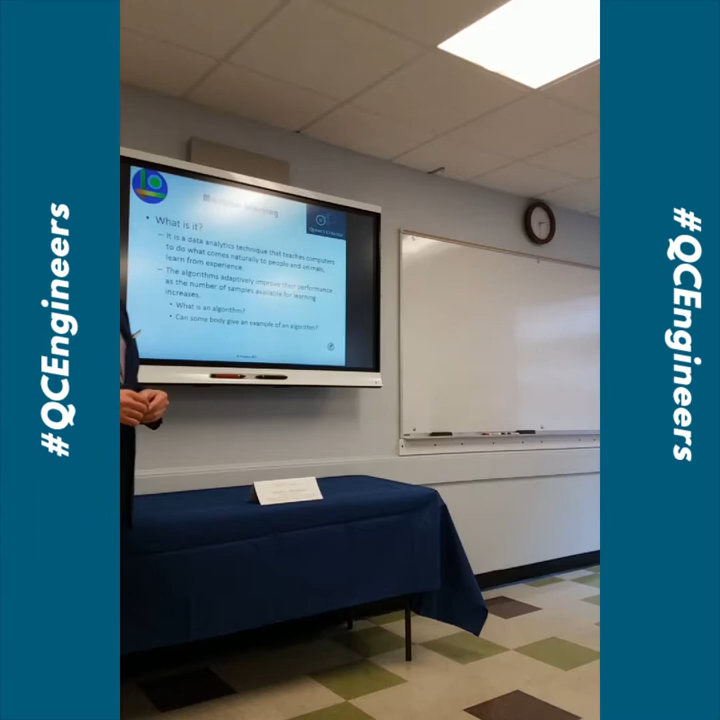 #QCEngineers
Machine Learning
• What is it?
– It is a data analytics technique that teaches computers
to do what comes naturally to people and animals,
learn from experience.
– The algorithms adaptively improve their performance
as the number of samples available for learning
increases.
• What is an algorithm?
• Can some body give an example of an algorithm?
#QCEngineers